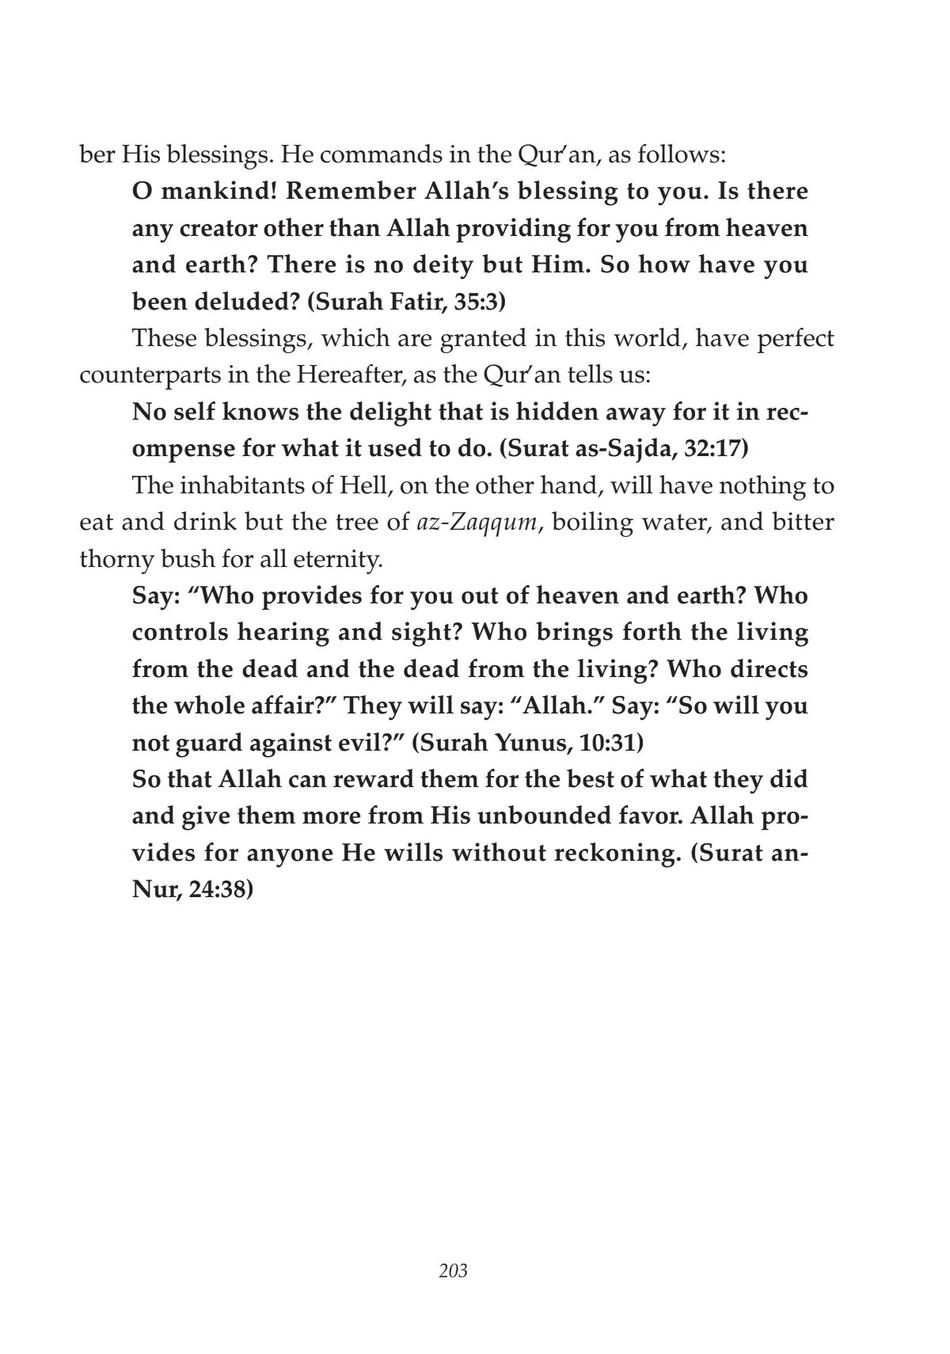 ber His blessings. He commands in the Qur’an, as follows:
O mankind! Remember Allah’s blessing to you. Is there
any creator other than Allah providing for you from heaven
and earth? There is no deity but Him. So how have you
been deluded? (Surah Fatir, 35:3)
These blessings, which are granted in this world, have perfect
counterparts in the Hereafter, as the Qur’an tells us:
No self knows the delight that is hidden away for it in rec-
ompense for what it used to do. (Surat as-Sajda, 32:17)
The inhabitants of Hell, on the other hand, will have nothing to
eat and drink but the tree of az-Zaqqum, boiling water, and bitter
thorny bush for all eternity.
Say: “Who provides for you out of heaven and earth? Who
controls hearing and sight? Who brings forth the living
from the dead and the dead from the living? Who directs
the whole affair?” They will say: “Allah.” Say: “So will you
not guard against evil?” (Surah Yunus, 10:31)
So that Allah can reward them for the best of what they did
and give them more from His unbounded favor. Allah pro-
vides for anyone He wills without reckoning. (Surat an-
Nur, 24:38)
203